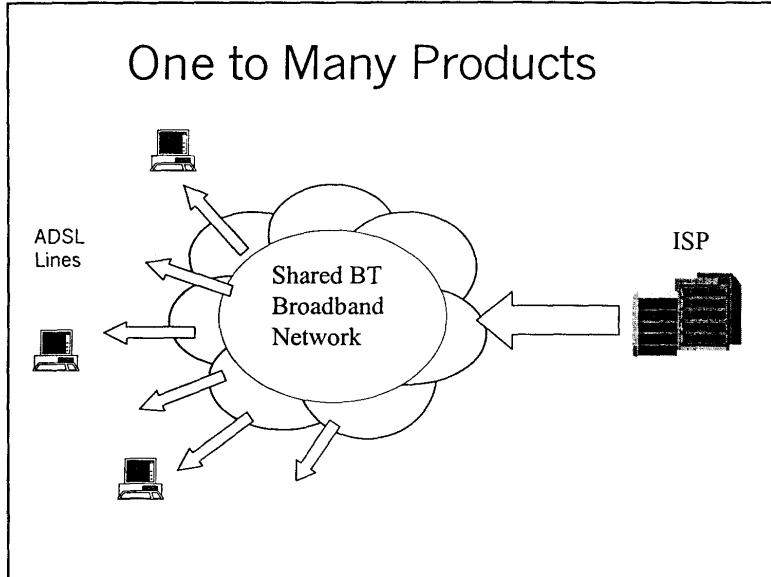 One to Many Products
ADSL
Lines
ISP
Shared BT
Broadband
Network